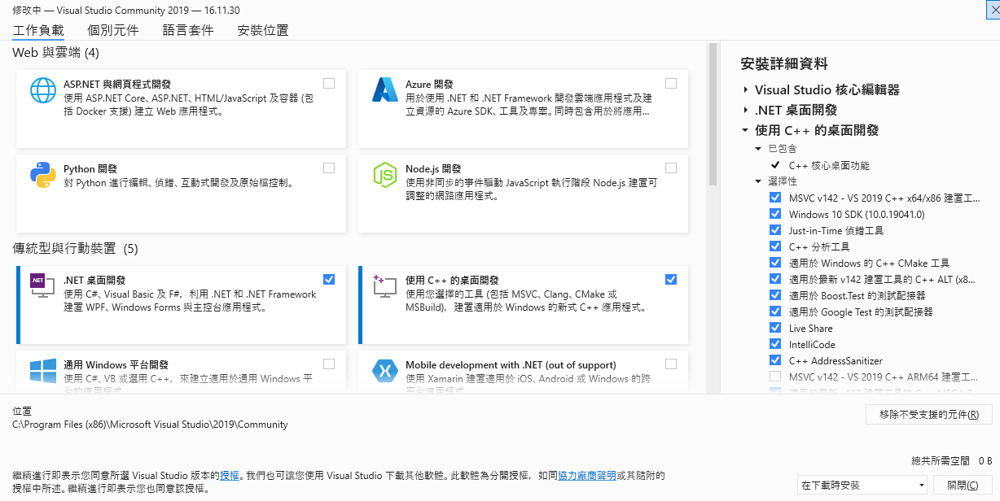 修改中 — Visual Studio Community 2019 — 16.11.30
工作負載 個別元件 語言套件 安裝位置
Web 與雲端 (4)
ASP.NET 與網頁程式開發
使用 ASP.NET Core、ASP.NET、HTML/JavaScript 及容器 (包
括 Docker 支援) 建立 Web 應用程式。
Azure 開發
用於使用 .NET 和 .NET Framework 開發雲端應用程式及建
立資源的 Azure SDK、工具及專案。同時包含用於將應用...
Python 開發
對 Python 進行編輯、偵錯、互動式開發及原始檔控制。
Node.js 開發
使用非同步的事件驅動 JavaScript 執行階段 Node.js 建置可
調整的網路應用程式。
傳統型與行動裝置 (5)
.NET
.NET 桌面開發
使用 C#、Visual Basic 及 F#，利用 .NET 和 .NET Framework
建置 WPF、Windows Forms 與主控台應用程式。
使用 C++ 的桌面開發
使用您選擇的工具 (包括 MSVC、Clang、CMake 或
MSBuild)，建置適用於 Windows 的新式 C++ 應用程式。
通用 Windows 平台開發
使用 C#、VB 或選用 C++，來建立適用於通用 Windows 平
台的應用程式。
Mobile development with .NET (out of support)
使用 Xamarin 建置適用於 iOS、Android 或 Windows 的跨
平台應用程式。
安裝詳細資料
Visual Studio 核心編輯器
.NET 桌面開發
使用 C++ 的桌面開發
已包含
C++ 核心桌面功能
選擇性
MSVC v142 - VS 2019 C++ x64/x86 建置工...
Windows 10 SDK (10.0.19041.0)
Just-in-Time 偵錯工具
C++ 分析工具
適用於 Windows 的 C++ CMake 工具
適用於最新 v142 建置工具的 C++ ALT (x8...
適用於 Boost.Test 的測試配接器
適用於 Google Test 的測試配接器
Live Share
IntelliCode
C++ AddressSanitizer
MSVC v142 - VS 2019 C++ ARM64 建置工...
位置
C:\Program Files (x86)\Microsoft Visual Studio\2019\Community
移除不受支援的元件(R)
總共所需空間 0 B
繼續進行即表示您同意所選 Visual Studio 版本的授權。我們也可讓您使用 Visual Studio 下載其他軟體。此軟體為分開授權，如同協力廠商聲明或其隨附的
授權中所述。繼續進行即表示您也同意該授權。
在下載時安裝
關閉(C)